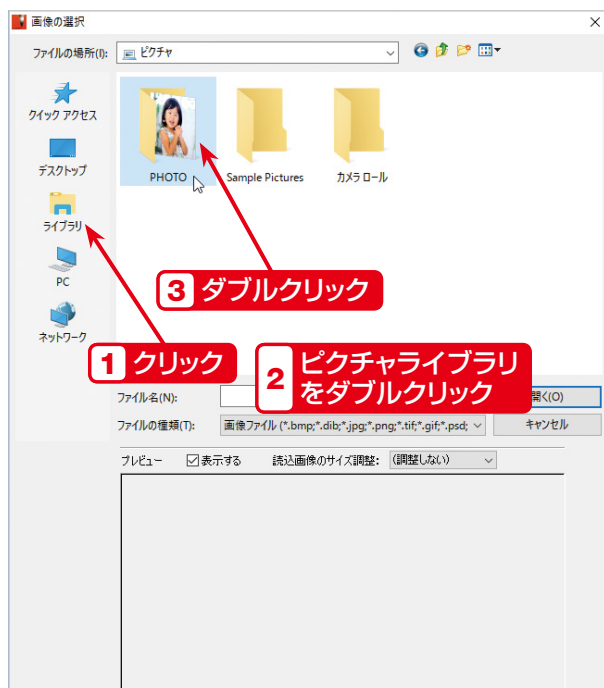 画像の選択
ファイルの場所(I):
ピクチャ
クイック アクセス
デスクトップ
ライブラリ
PC
ネットワーク
PHOTO
Sample Pictures
カメラ ロール
3 ダブルクリック
1 クリック
2 ピクチャライブラリ
をダブルクリック
ファイル名(N):
開く(O)
ファイルの種類(T):
画像ファイル (*.bmp;*.dib;*.jpg;*.png;*.tif;*.gif;*.psd;
キャンセル
プレビュー
表示する
読込画像のサイズ調整:
(調整しない)